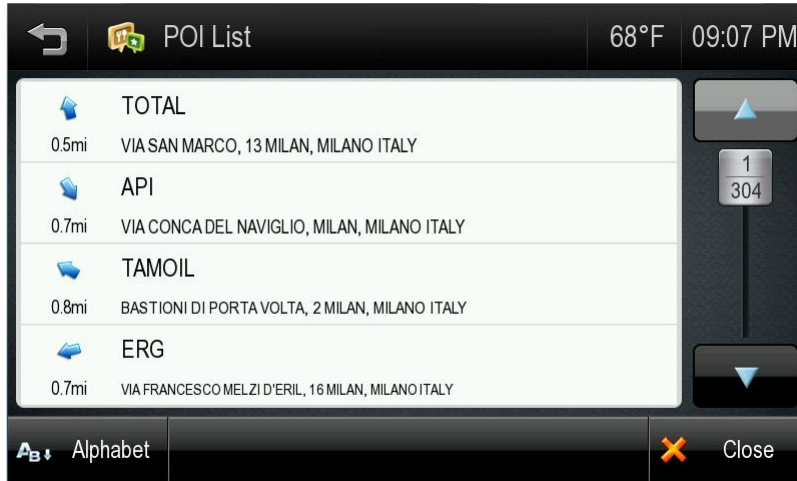 POI List 68°F 09:07 PM
TOTAL
0.5mi VIA SAN MARCO, 13 MILAN, MILANO ITALY
1
304
API
0.7mi VIA CONCA DEL NAVIGLIO, MILAN, MILANO ITALY
TAMOIL
0.8mi BASTIONI DI PORTA VOLTA, 2 MILAN, MILANO ITALY
ERG
0.7mi VIA FRANCESCO MELZI D'ERIL, 16 MILAN, MILANO ITALY
AB Alphabet Close